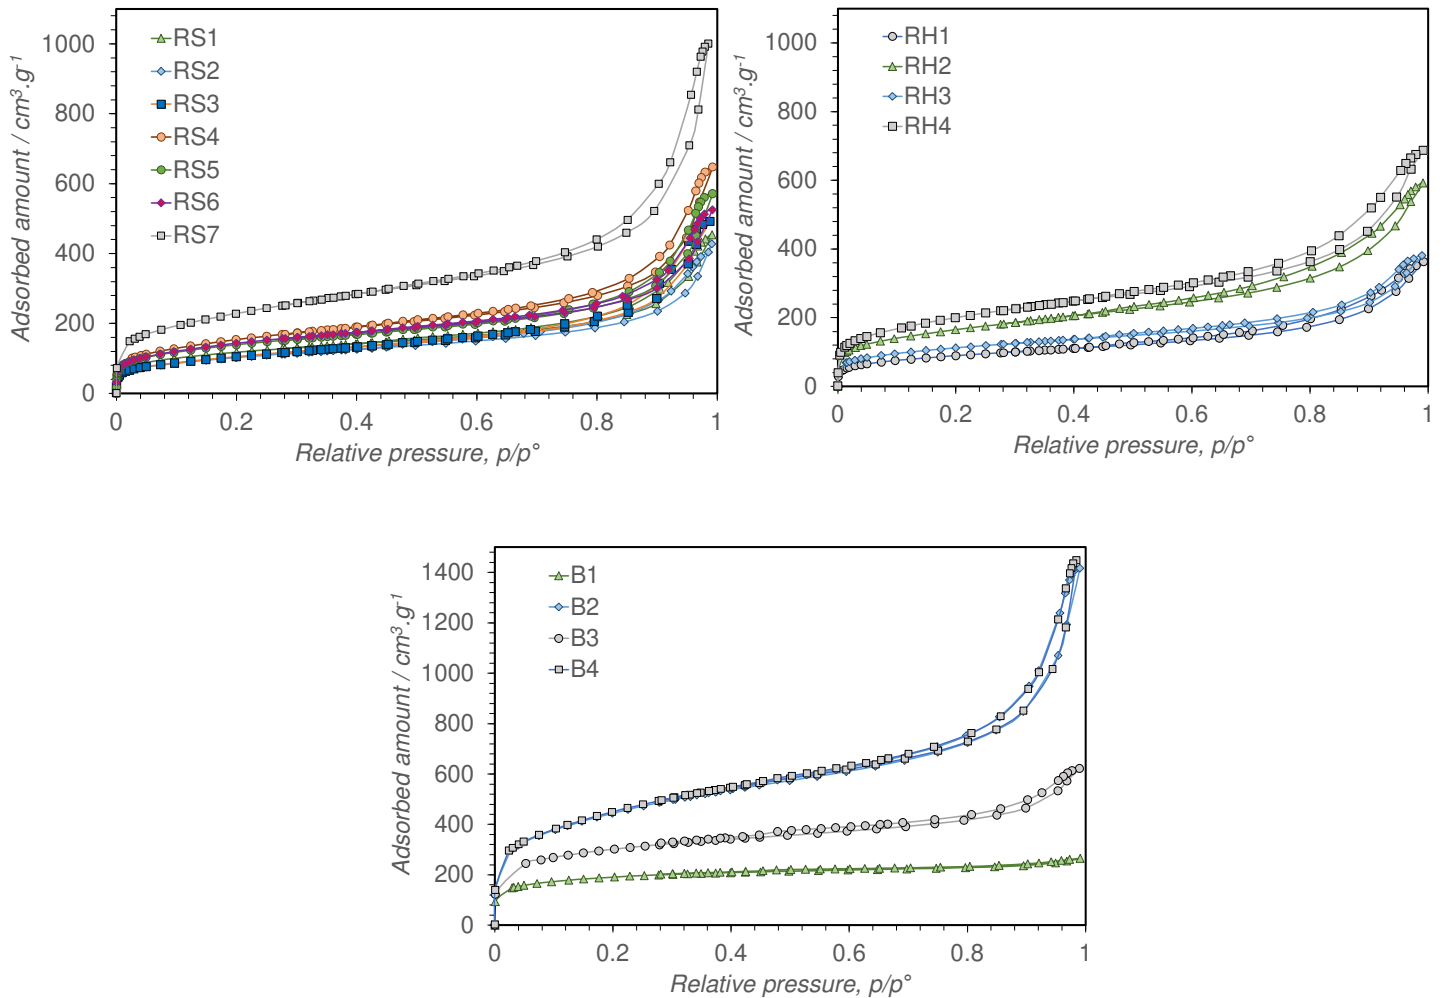 Adsorbed amount / cm³.g⁻¹
1000
800
600
400
200
0
RS1
RS2
RS3
RS4
RS5
RS6
RS7
0
0.2
0.4
0.6
0.8
1
Relative pressure, p/p°
Adsorbed amount / cm³.g⁻¹
1000
800
600
400
200
0
RH1
RH2
RH3
RH4
0
0.2
0.4
0.6
0.8
1
Relative pressure, p/p°
Adsorbed amount / cm³.g⁻¹
1400
1200
1000
800
600
400
200
0
B1
B2
B3
B4
0
0.2
0.4
0.6
0.8
1
Relative pressure, p/p°